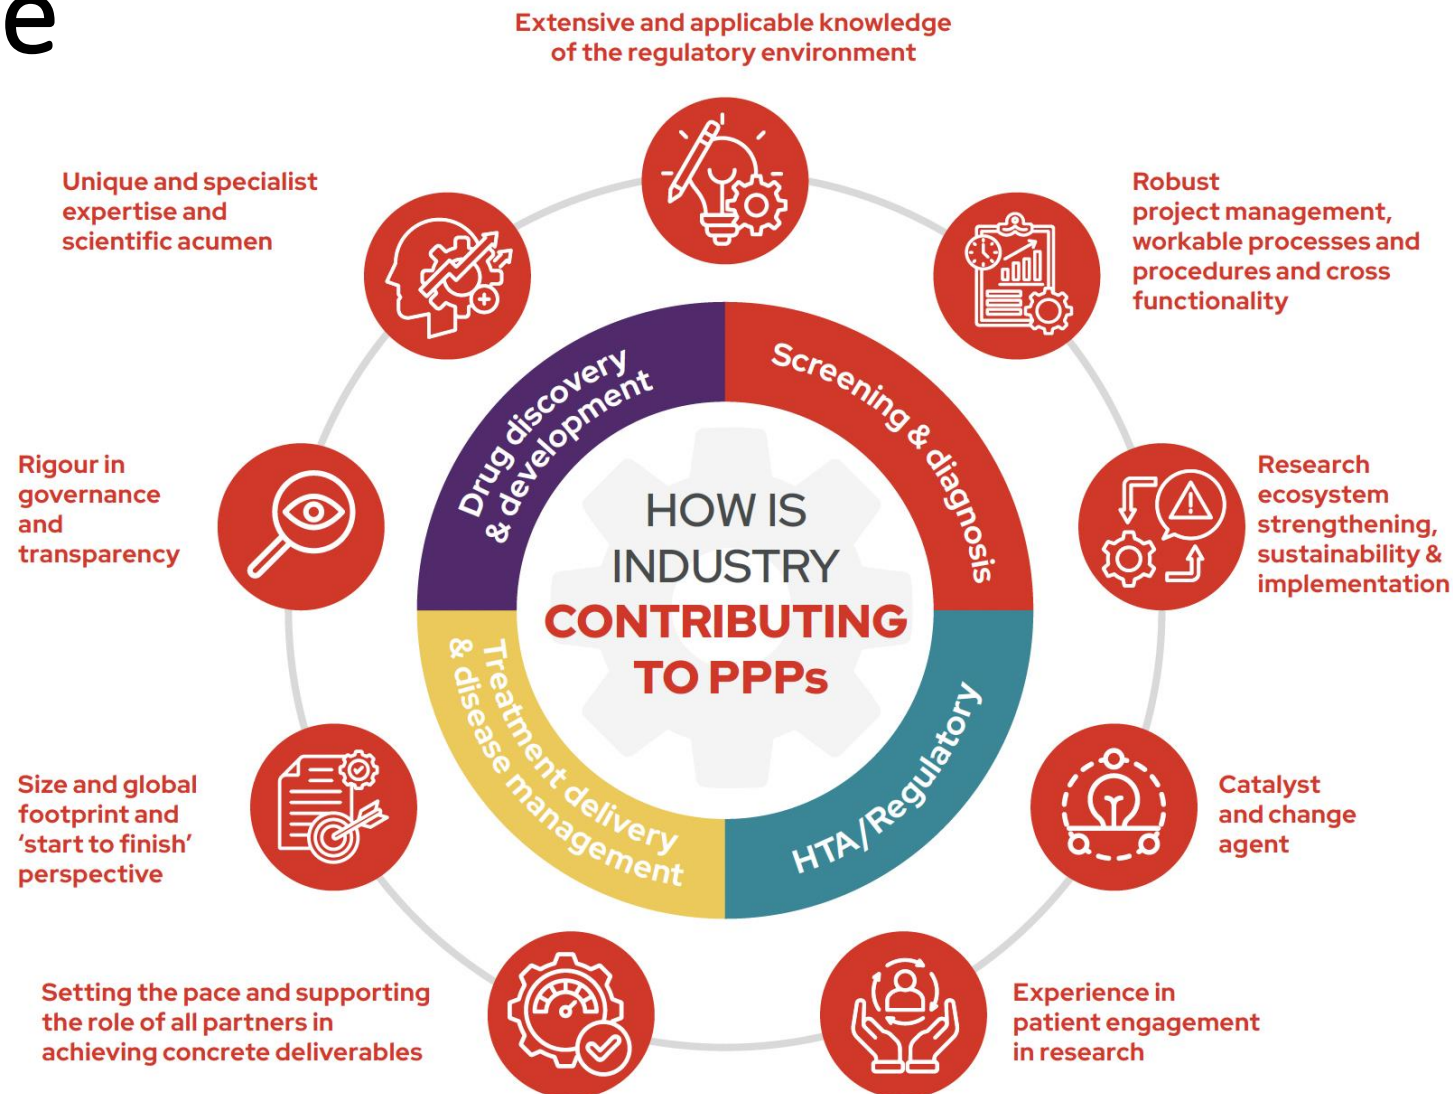 e
Extensive and applicable knowledge
of the regulatory environment
Unique and specialist
expertise and
scientific acumen
Robust
project management,
workable processes and
procedures and cross
functionality
Drug discovery
& development
Screening & diagnosis
Rigour in
governance
and
transparency
HOW IS
INDUSTRY
CONTRIBUTING
TO PPPs
Research
ecosystem
strengthening,
sustainability &
implementation
Treatment delivery
& disease management
HTA/Regulatory
Size and global
footprint and
‘start to finish’
perspective
Catalyst
and change
agent
Setting the pace and supporting
the role of all partners in
achieving concrete deliverables
Experience in
patient engagement
in research